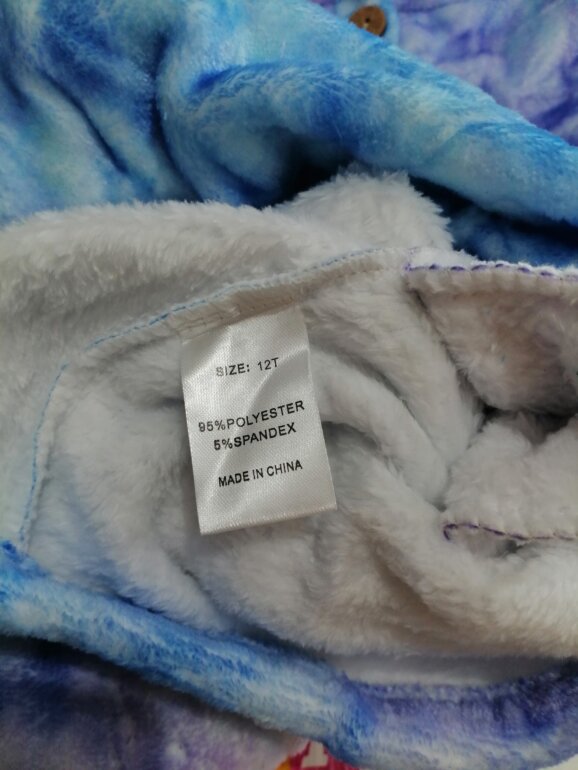 SIZE: 12T
95%POLYESTER
5%SPANDEX
MADE IN CHINA